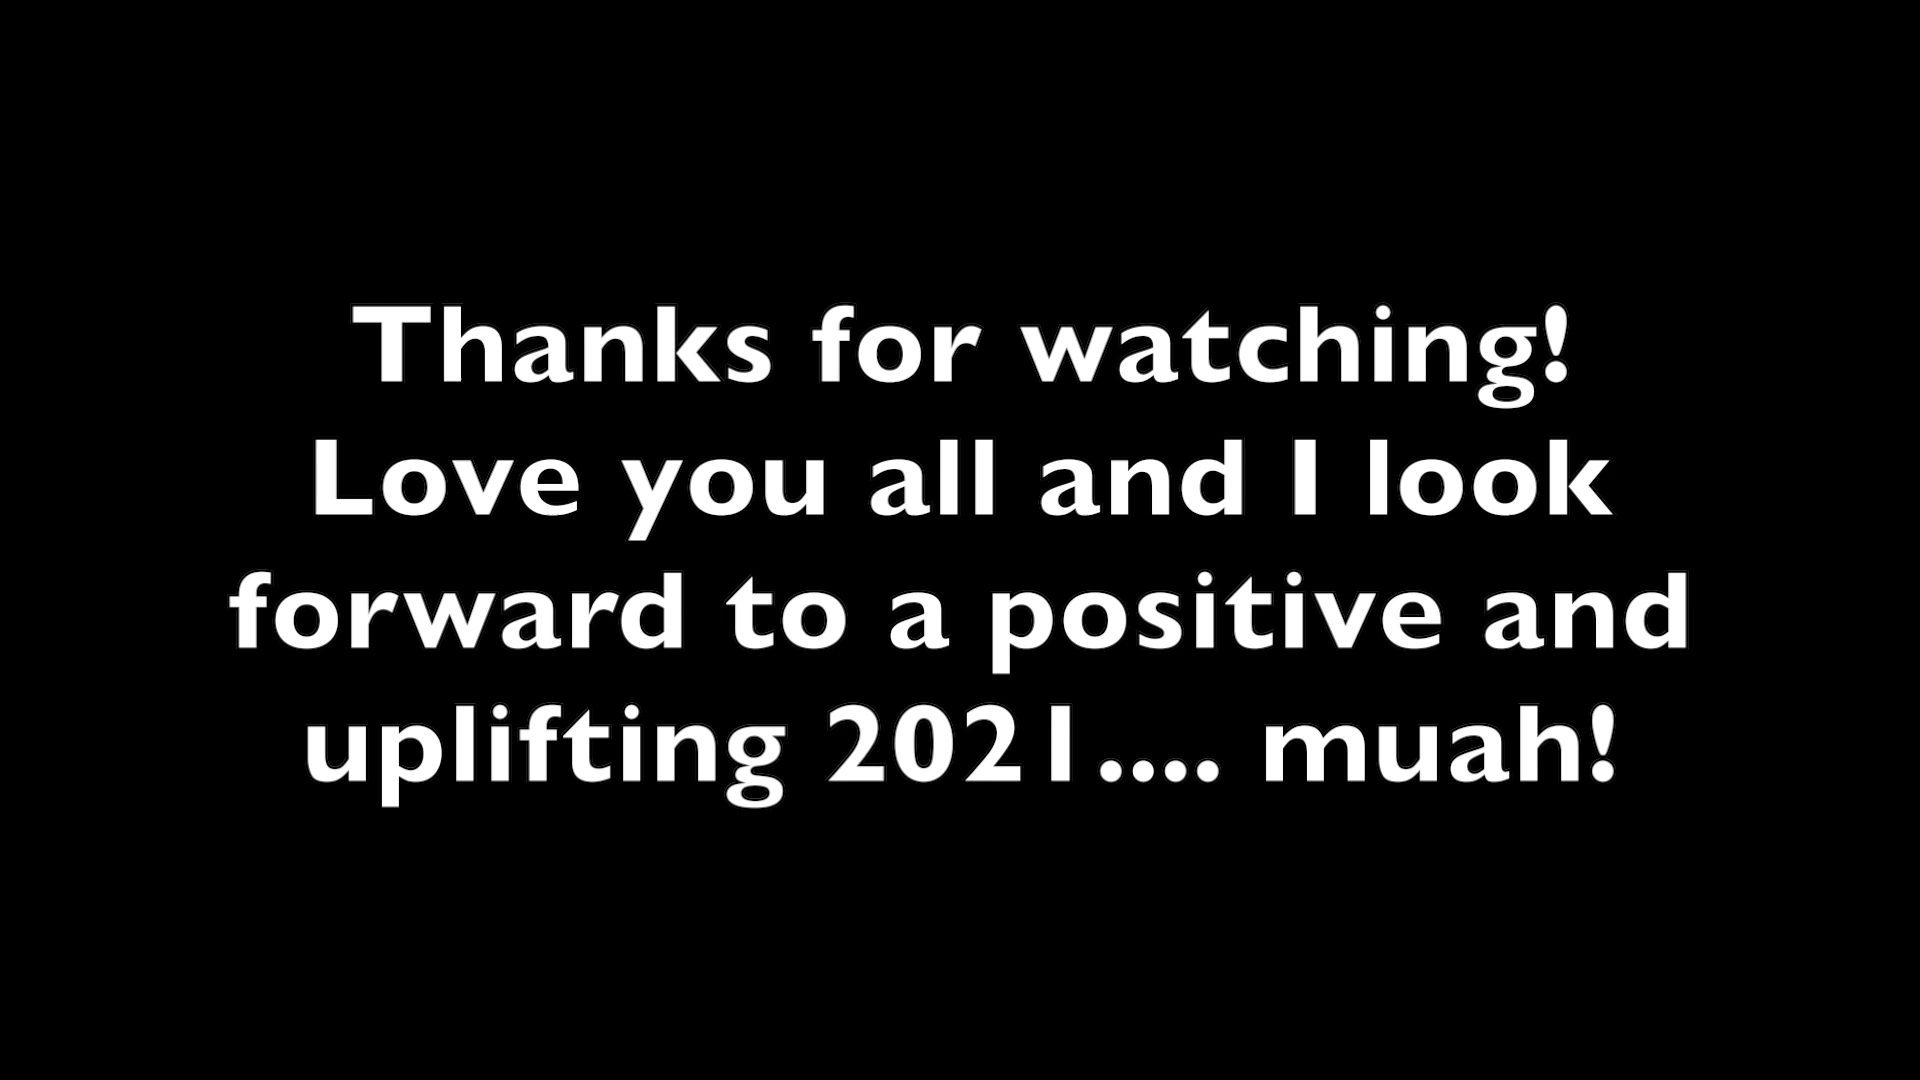 Thanks for watching!
Love you all and I look
forward to a positive and
uplifting 2021.... muah!